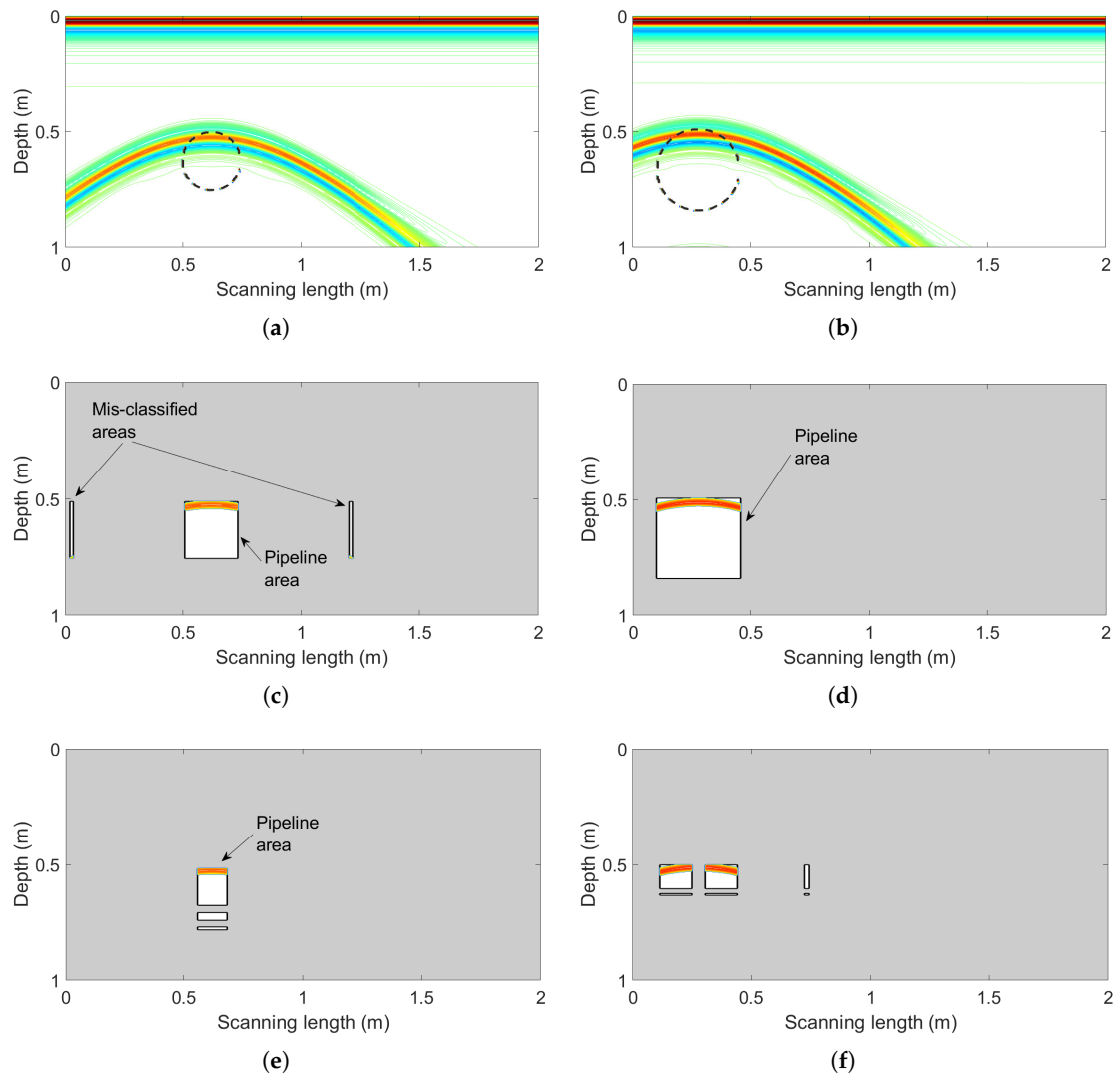 0
0.5
1
Depth (m)
0
0.5
1
1.5
2
Scanning length (m)
(a)
0
0.5
1
Depth (m)
0
0.5
1
1.5
2
Scanning length (m)
(b)
0
0.5
1
Depth (m)
Mis-classified
areas
Pipeline
area
0
0.5
1
1.5
2
Scanning length (m)
(c)
0
0.5
1
Depth (m)
Pipeline
area
0
0.5
1
1.5
2
Scanning length (m)
(d)
0
0.5
1
Depth (m)
Pipeline
area
0
0.5
1
1.5
2
Scanning length (m)
(e)
0
0.5
1
Depth (m)
0
0.5
1
1.5
2
Scanning length (m)
(f)